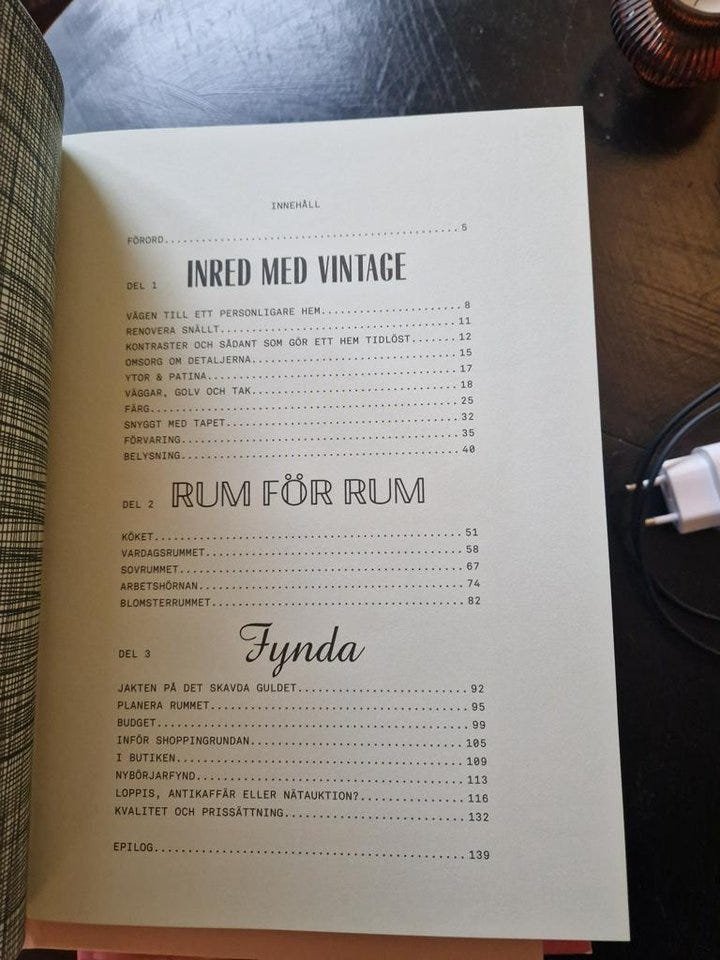 INNEHÅLL
FÖRORD................................................5
DEL 1 INRED MED VINTAGE
VÄGEN TILL ETT PERSONLIGARE HEM.......................8
RENOVERA SNÄLLT.......................................11
KONTRASTER OCH SÅDANT SOM GÖR ETT HEM TIDLÖST.......12
OMSORG OM DETALJERNA..................................15
YTOR & PATINA.........................................17
VÄGGAR, GOLV OCH TAK..................................18
FÄRG..................................................25
SNYGGT MED TAPET......................................32
FÖRVARING.............................................35
BELYSNING.............................................40
DEL 2 RUM FÖR RUM
KÖKET.................................................51
VARDAGSRUMMET.........................................58
SOVRUMMET.............................................67
ARBETSHÖRNAN..........................................74
BLOMSTERRUMMET........................................82
DEL 3 Fynda
JAKTEN PÅ DET SKAVDA GULDET...........................92
PLANERA RUMMET........................................95
BUDGET................................................99
INFÖR SHOPPINGRUNDAN..................................105
I BUTIKEN.............................................109
NYBÖRJARFYND..........................................113
LOPPIS, ANTIKAFFÄR ELLER NÄTAUKTION?................116
KVALITET OCH PRISSÄTTNING.............................132
EPILOG................................................139